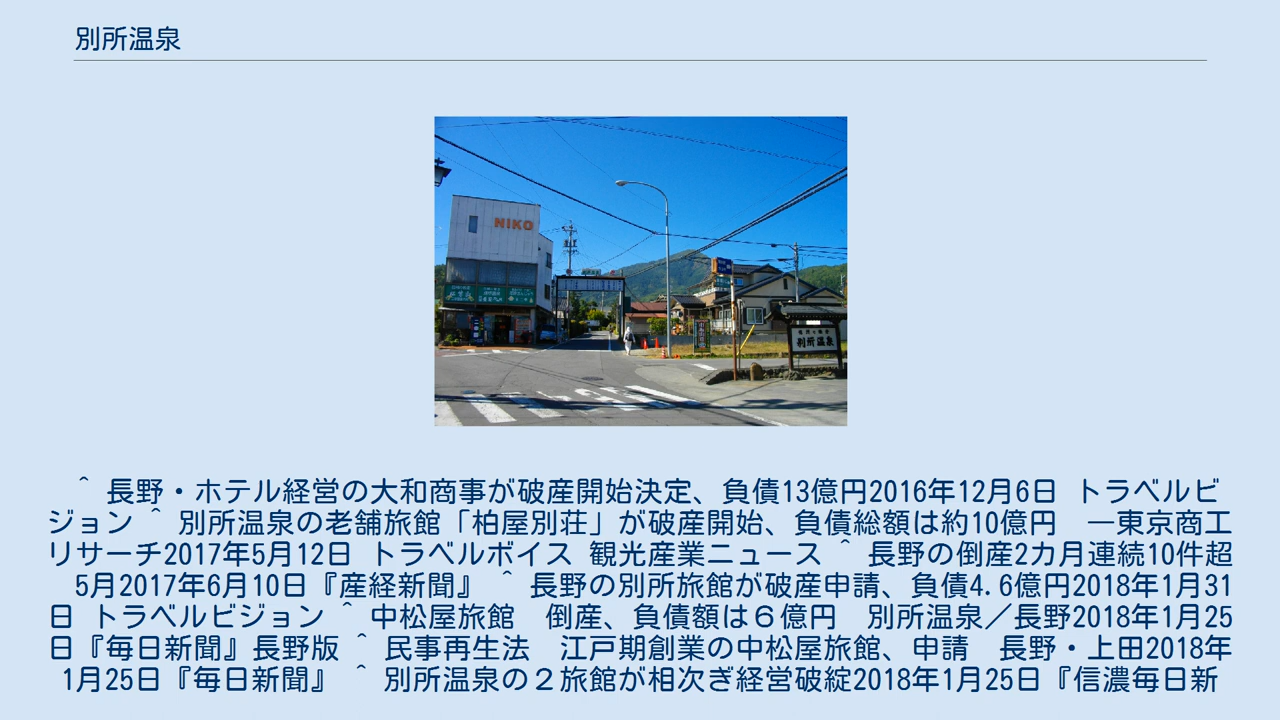 別所温泉
NIKO
別所温泉
^ 長野・ホテル経営の大和商事が破産開始決定、負債13億円2016年12月6日 トラベルビ
ジョン ^ 別所温泉の老舗旅館「柏屋別荘」が破産開始、負債総額は約10億円　―東京商工
リサーチ2017年5月12日 トラベルボイス 観光産業ニュース ^ 長野の倒産2カ月連続10件超
5月2017年6月10日『産経新聞』 ^ 長野の別所旅館が破産申請、負債4.6億円2018年1月31
日 トラベルビジョン ^ 中松屋旅館　倒産、負債額は６億円　別所温泉／長野2018年1月25
日『毎日新聞』長野版 ^ 民事再生法　江戸期創業の中松屋旅館、申請　長野・上田2018年
1月25日『毎日新聞』 ^ 別所温泉の２旅館が相次ぎ経営破綻2018年1月25日『信濃毎日新